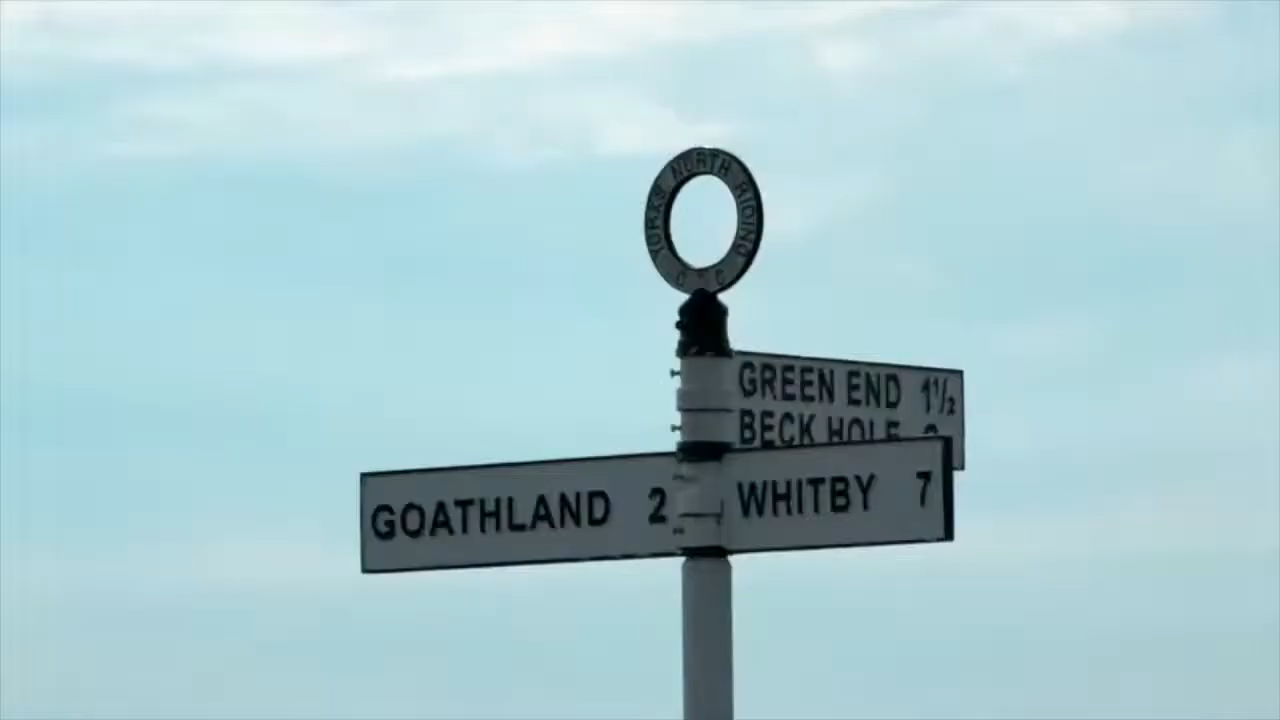 YORKS NORTH RIDING
C C
GREEN END 1½
BECK HOLE
GOATHLAND 2
WHITBY 7